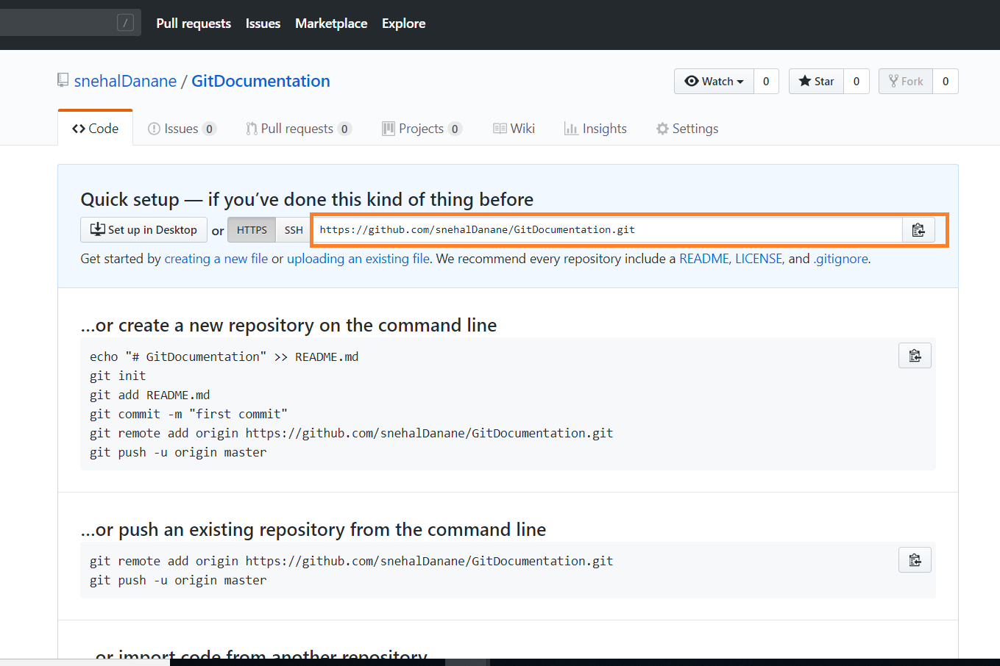 / Pull requests Issues Marketplace Explore
snehalDanane / GitDocumentation
Watch 0 Star 0 Fork 0
Code Issues 0 Pull requests 0 Projects 0 Wiki Insights Settings
Quick setup — if you’ve done this kind of thing before
Set up in Desktop or HTTPS SSH https://github.com/snehalDanane/GitDocumentation.git
Get started by creating a new file or uploading an existing file. We recommend every repository include a README, LICENSE, and .gitignore.
…or create a new repository on the command line
echo "# GitDocumentation" >> README.md
git init
git add README.md
git commit -m "first commit"
git remote add origin https://github.com/snehalDanane/GitDocumentation.git
git push -u origin master
…or push an existing repository from the command line
git remote add origin https://github.com/snehalDanane/GitDocumentation.git
git push -u origin master
…or import code from another repository